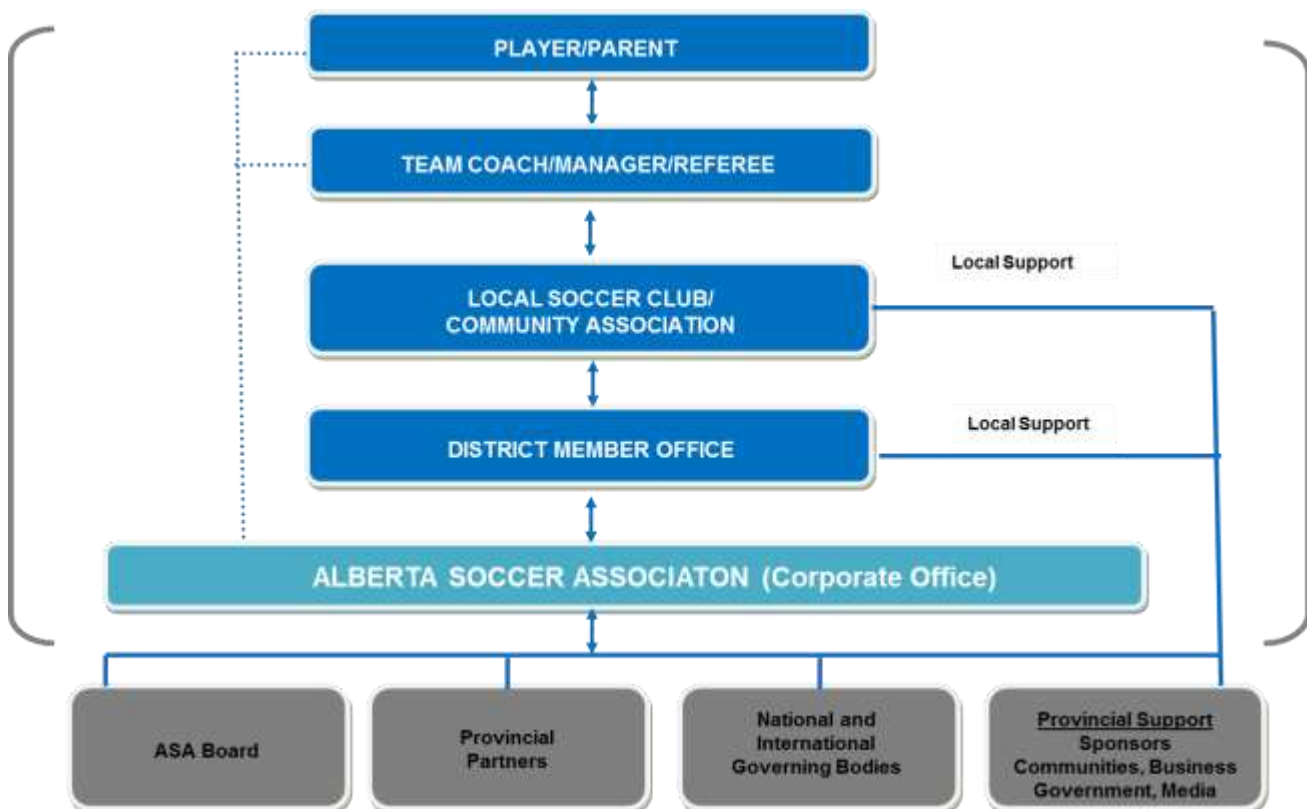 PLAYER/PARENT
TEAM COACH/MANAGER/REFEREE
LOCAL SOCCER CLUB/
COMMUNITY ASSOCIATION
Local Support
DISTRICT MEMBER OFFICE
Local Support
ALBERTA SOCCER ASSOCIATON (Corporate Office)
ASA Board
Provincial
Partners
National and
International
Governing Bodies
Provincial Support
Sponsors
Communities, Business
Government, Media